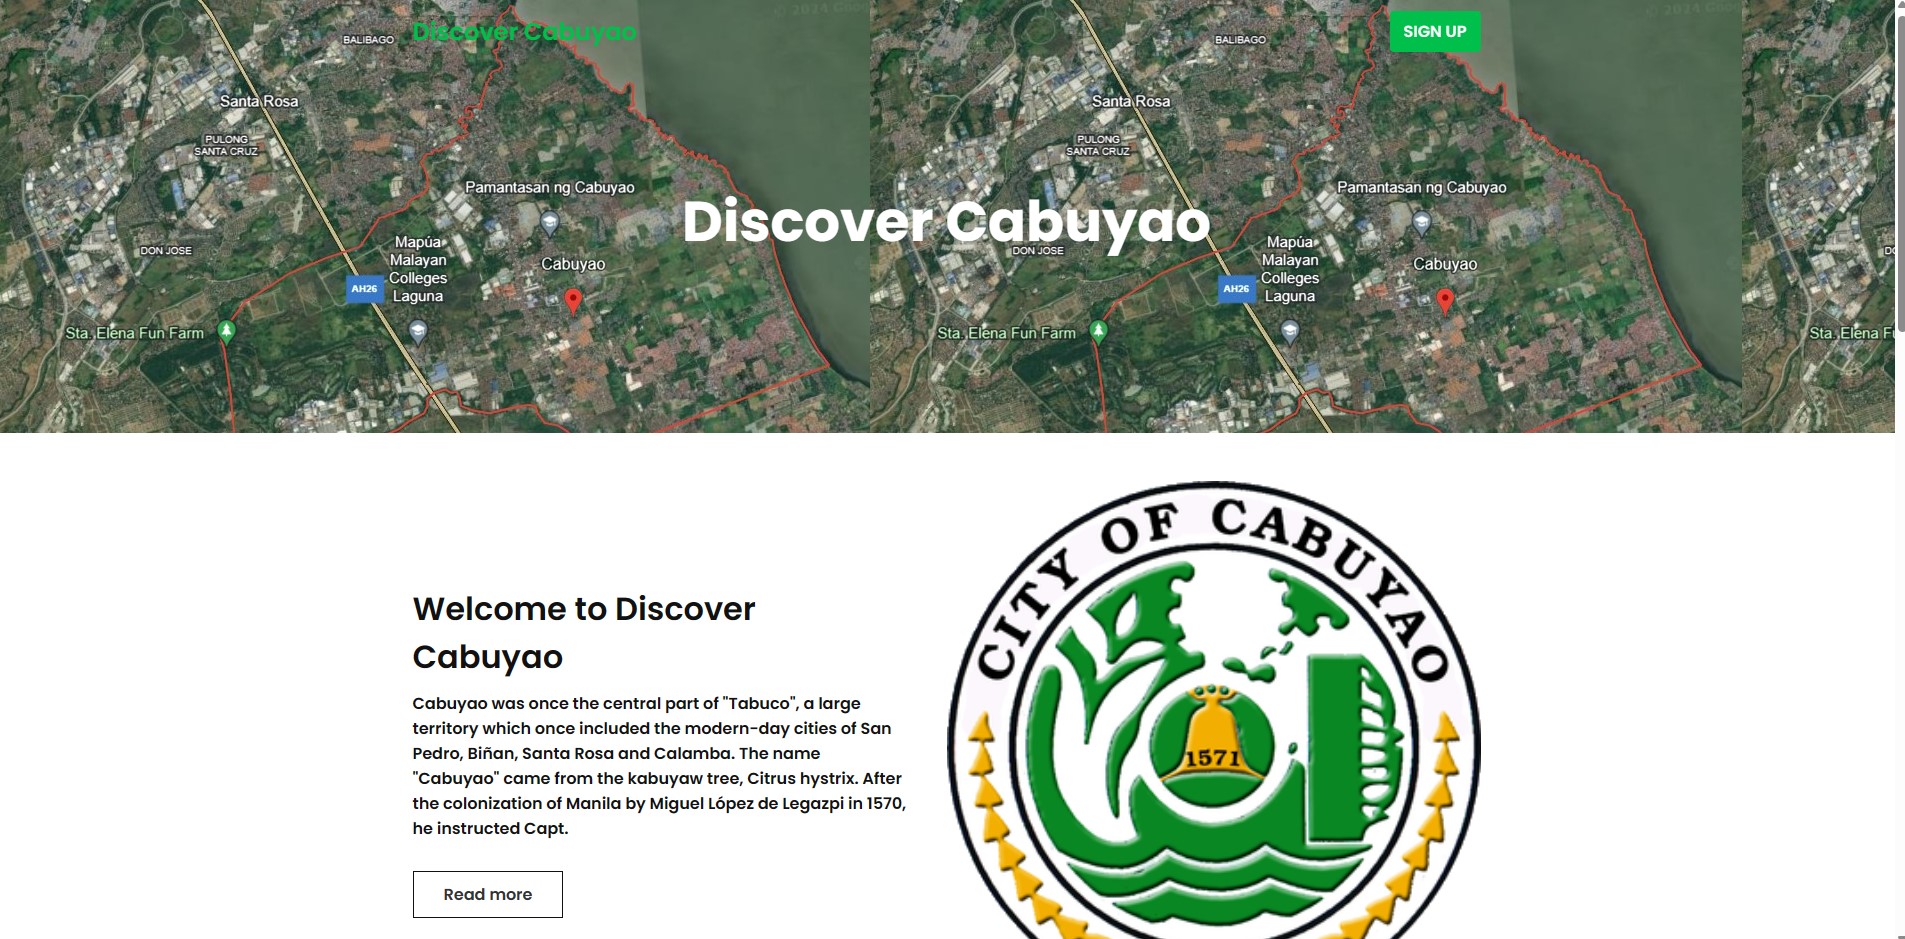 © 2024 Goo
© 2024 Goo
Discover Cabuyao
SIGN UP
BALIBAGO
BALIBAGO
Santa Rosa
Santa Rosa
PULONG
SANTA CRUZ
PULONG
SANTA CRUZ
Pamantasan ng Cabuyao
Pamantasan ng Cabuyao
Discover Cabuyao
DON JOSE
DON JOSE
Mapúa
Malayan
Colleges
Laguna
Mapúa
Malayan
Colleges
Laguna
Cabuyao
Cabuyao
AH26
AH26
Sta. Elena Fun Farm
Sta. Elena Fun Farm
Sta. Elena Fu
CITY OF CABUYAO
1571
Welcome to Discover
Cabuyao
Cabuyao was once the central part of "Tabuco", a large
territory which once included the modern-day cities of San
Pedro, Biñan, Santa Rosa and Calamba. The name
"Cabuyao" came from the kabuyaw tree, Citrus hystrix. After
the colonization of Manila by Miguel López de Legazpi in 1570,
he instructed Capt.
Read more